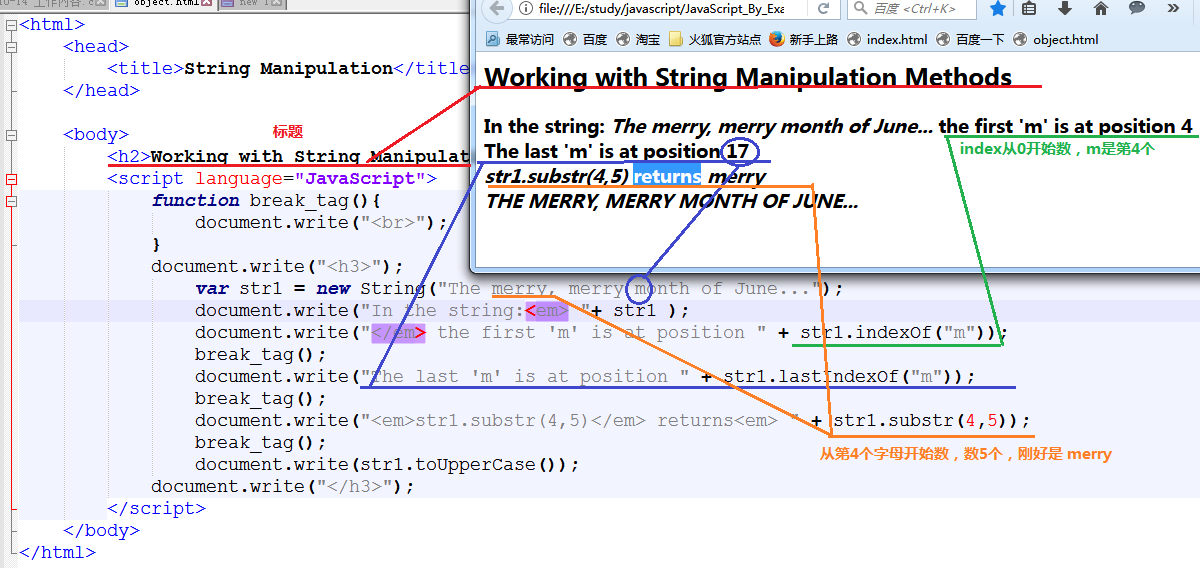 object.html
new 1
<html>
<head>
<title>String Manipulation</title
</head>
<body>
标题
<h2>Working with String Manipulat
<script language="JavaScript">
function break_tag(){
document.write("<br>");
}
document.write("<h3>");
var str1 = new String("The merry, merry month of June...");
document.write("In the string:<em> "+ str1 );
document.write("</em> the first 'm' is at position " + str1.indexOf("m"));
break_tag();
document.write("The last 'm' is at position " + str1.lastIndexOf("m"));
break_tag();
document.write("<em>str1.substr(4,5)</em> returns<em> " + str1.substr(4,5));
break_tag();
document.write(str1.toUpperCase());
document.write("</h3>");
</script>
</body>
</html>
从第4个字母开始数，数5个，刚好是 merry
file:///E:/study/javascript/JavaScript_By_Exa
百度 <Ctrl+K>
最常访问 百度 淘宝 火狐官方站点 新手上路 index.html 百度一下 object.html
Working with String Manipulation Methods
In the string: The merry, merry month of June... the first 'm' is at position 4
The last 'm' is at position 17
index从0开始数，m是第4个
str1.substr(4,5) returns merry
THE MERRY, MERRY MONTH OF JUNE...